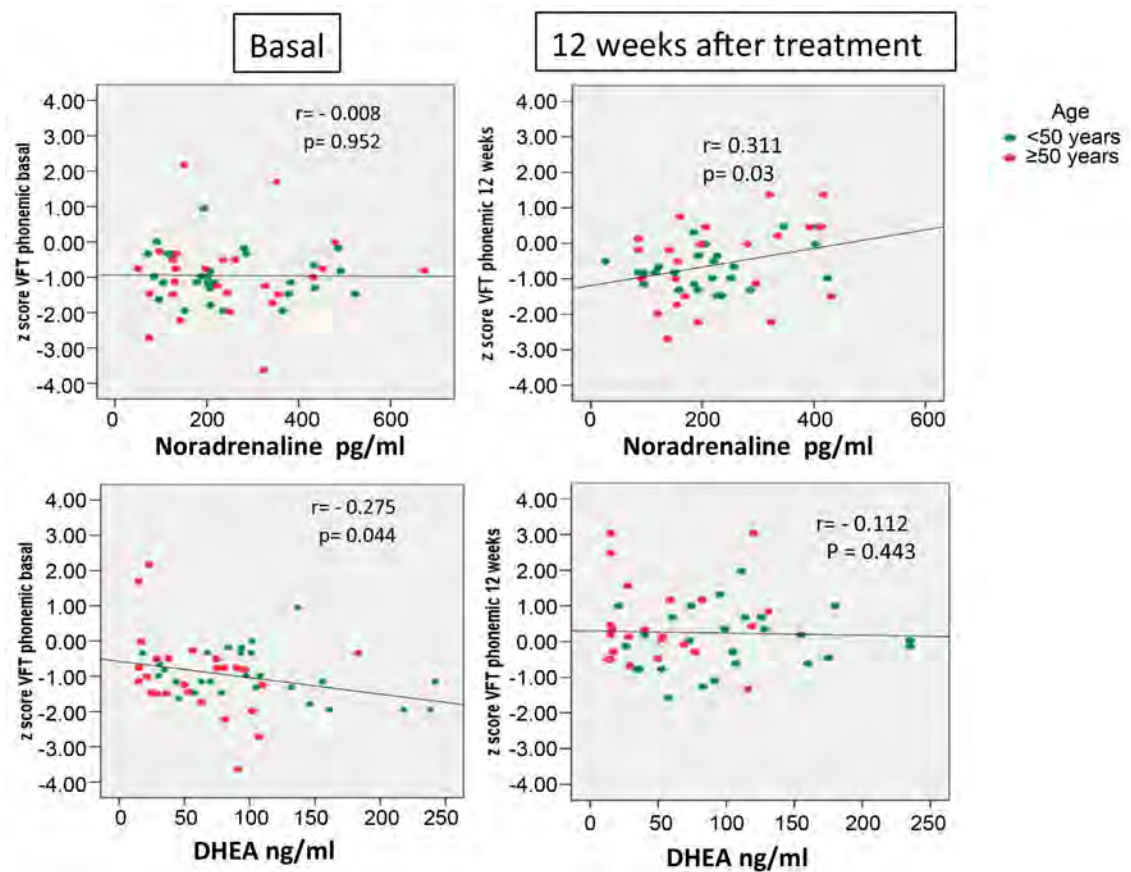 Basal
12 weeks after treatment
z score VFT phonemic basal
4.00
3.00
2.00
1.00
0.00
-1.00
-2.00
-3.00
-4.00
r= - 0.008
p= 0.952
0
200
400
600
Noradrenaline pg/ml
z score VFT phonemic 12 weeks
4.00
3.00
2.00
1.00
0.00
-1.00
-2.00
-3.00
-4.00
r= 0.311
p= 0.03
0
200
400
600
Noradrenaline pg/ml
Age
<50 years
≥50 years
z score VFT phonemic basal
4.00
3.00
2.00
1.00
0.00
-1.00
-2.00
-3.00
-4.00
r= - 0.275
p= 0.044
0
50
100
150
200
250
DHEA ng/ml
z score VFT phonemic 12 weeks
4.00
3.00
2.00
1.00
0.00
-1.00
-2.00
-3.00
-4.00
r= - 0.112
P = 0.443
0
50
100
150
200
250
DHEA ng/ml